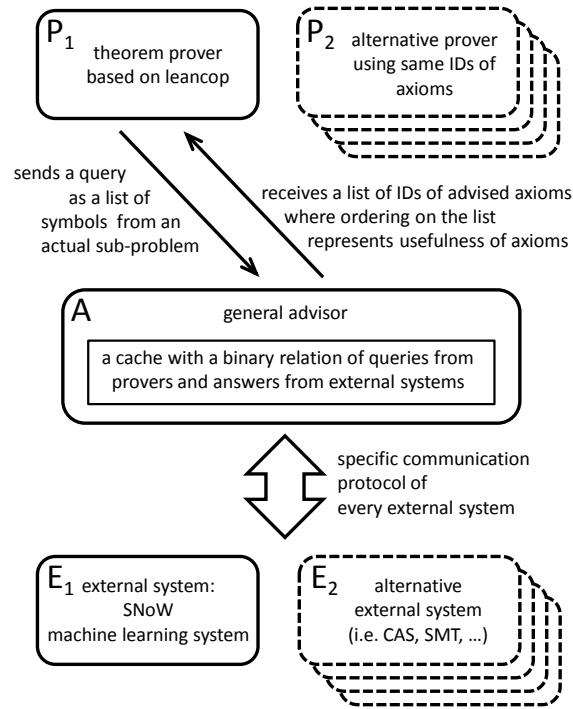 P1
theorem prover
based on leancop
P2
alternative prover
using same IDs of
axioms
sends a query
as a list of
symbols from an
actual sub-problem
receives a list of IDs of advised axioms
where ordering on the list
represents usefulness of axioms
A
general advisor
a cache with a binary relation of queries from
provers and answers from external systems
specific communication
protocol of
every external system
E1 external system:
SNoW
machine learning system
E2
alternative
external system
(i.e. CAS, SMT, …)